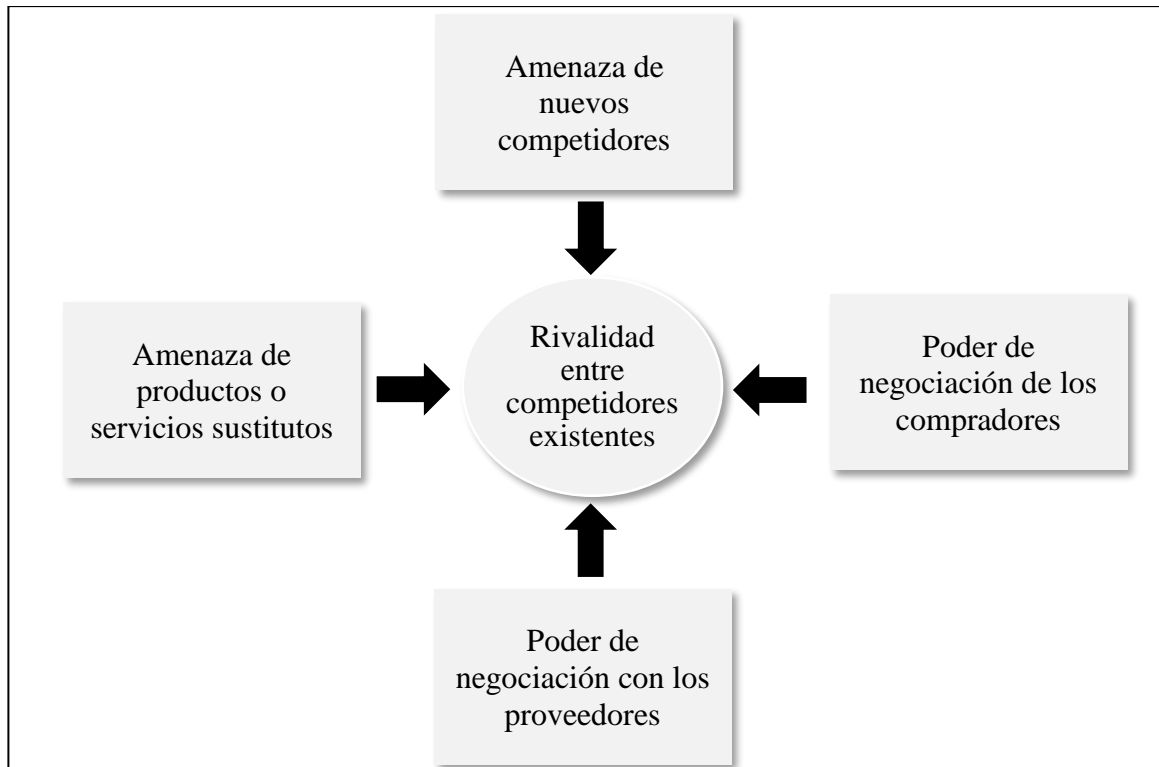 Amenaza de
nuevos
competidores
Amenaza de
productos o
servicios sustitutos
Rivalidad
entre
competidores
existentes
Poder de
negociación de los
compradores
Poder de
negociación con los
proveedores